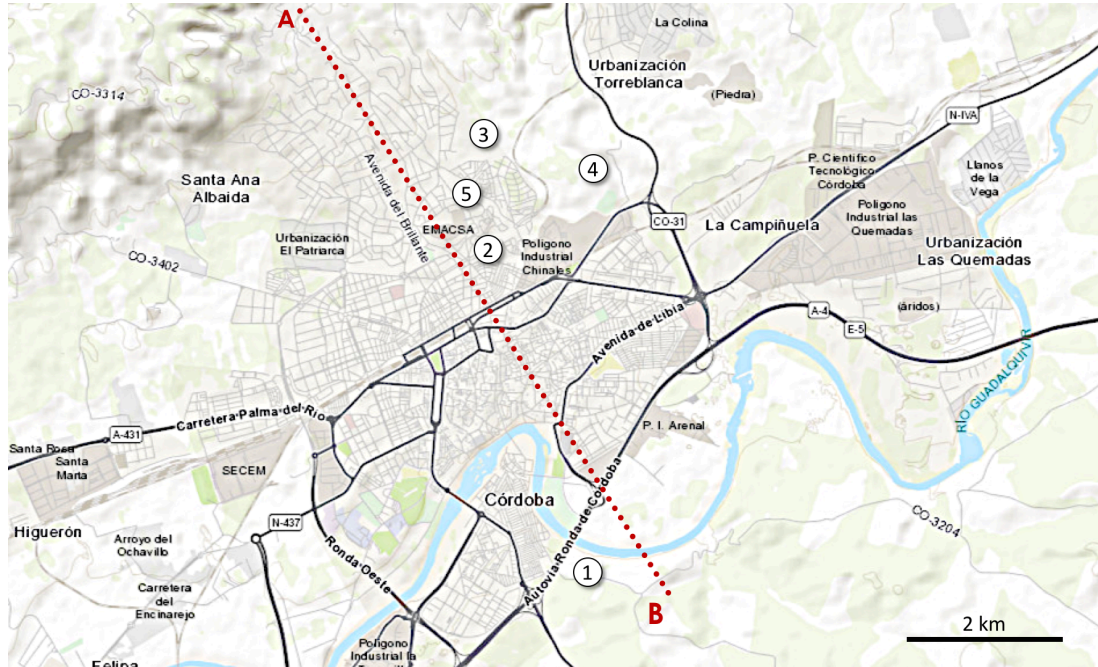 A
La Colina
Urbanización
Torreblanca
(Piedra)
CO-3314
N-IVA
3
P. Científico
Tecnológico
Córdoba
Llanos
de la
Vega
4
Santa Ana
Albaida
Avenida del Brillante
5
CO-31
La Campiñuela
Polígono
Industrial las
Quemadas
Urbanización
El Patriarca
EMACSA
2
Polígono
Industrial
Chinales
Urbanización
Las Quemadas
CO-3402
(áridos)
A-4
E-5
Avenida-de-Libia
RÍO GUADALQUIVIR
Carretera-Palma-del-Río
A-431
P. I. Arenal
Santa Rosa
Santa
Marta
SECEM
Córdoba
Autovía-Ronda-de-Córdoba
CO-3204
Higuerón
N-437
Arroyo del
Ochavillo
Ronda-Oeste
1
Carretera
del
Encinarejo
B
2 km
Polígono
Industrial la